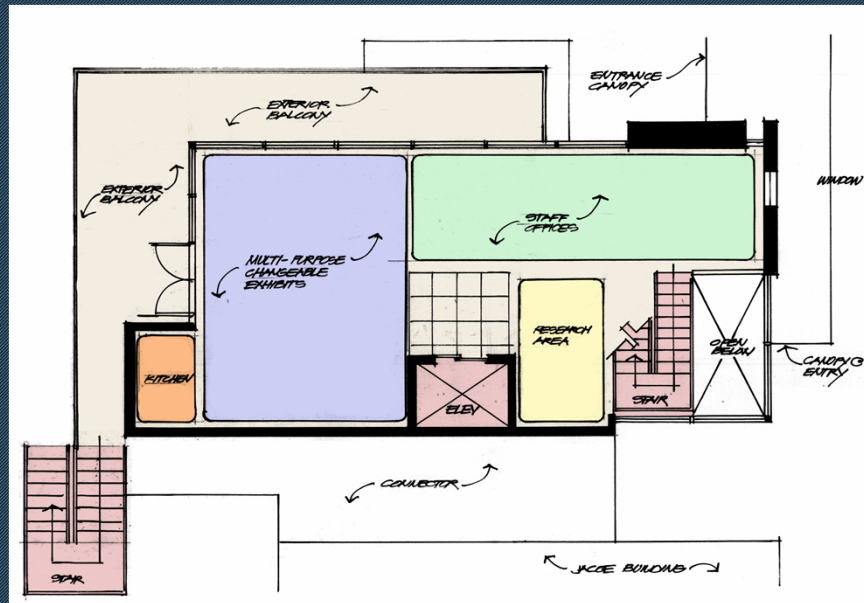 ENTRANCE
CANOPY
EXTERIOR
BALCONY
EXTERIOR
BALCONY
WINDOW
STAFF
OFFICES
MULTI-PURPOSE
CHANGEABLE
EXHIBITS
RESEARCH
AREA
OPEN
BELOW
CANOPY @
ENTRY
KITCHEN
STAIR
ELEV
CONNECTOR
BUILDING
STAIR